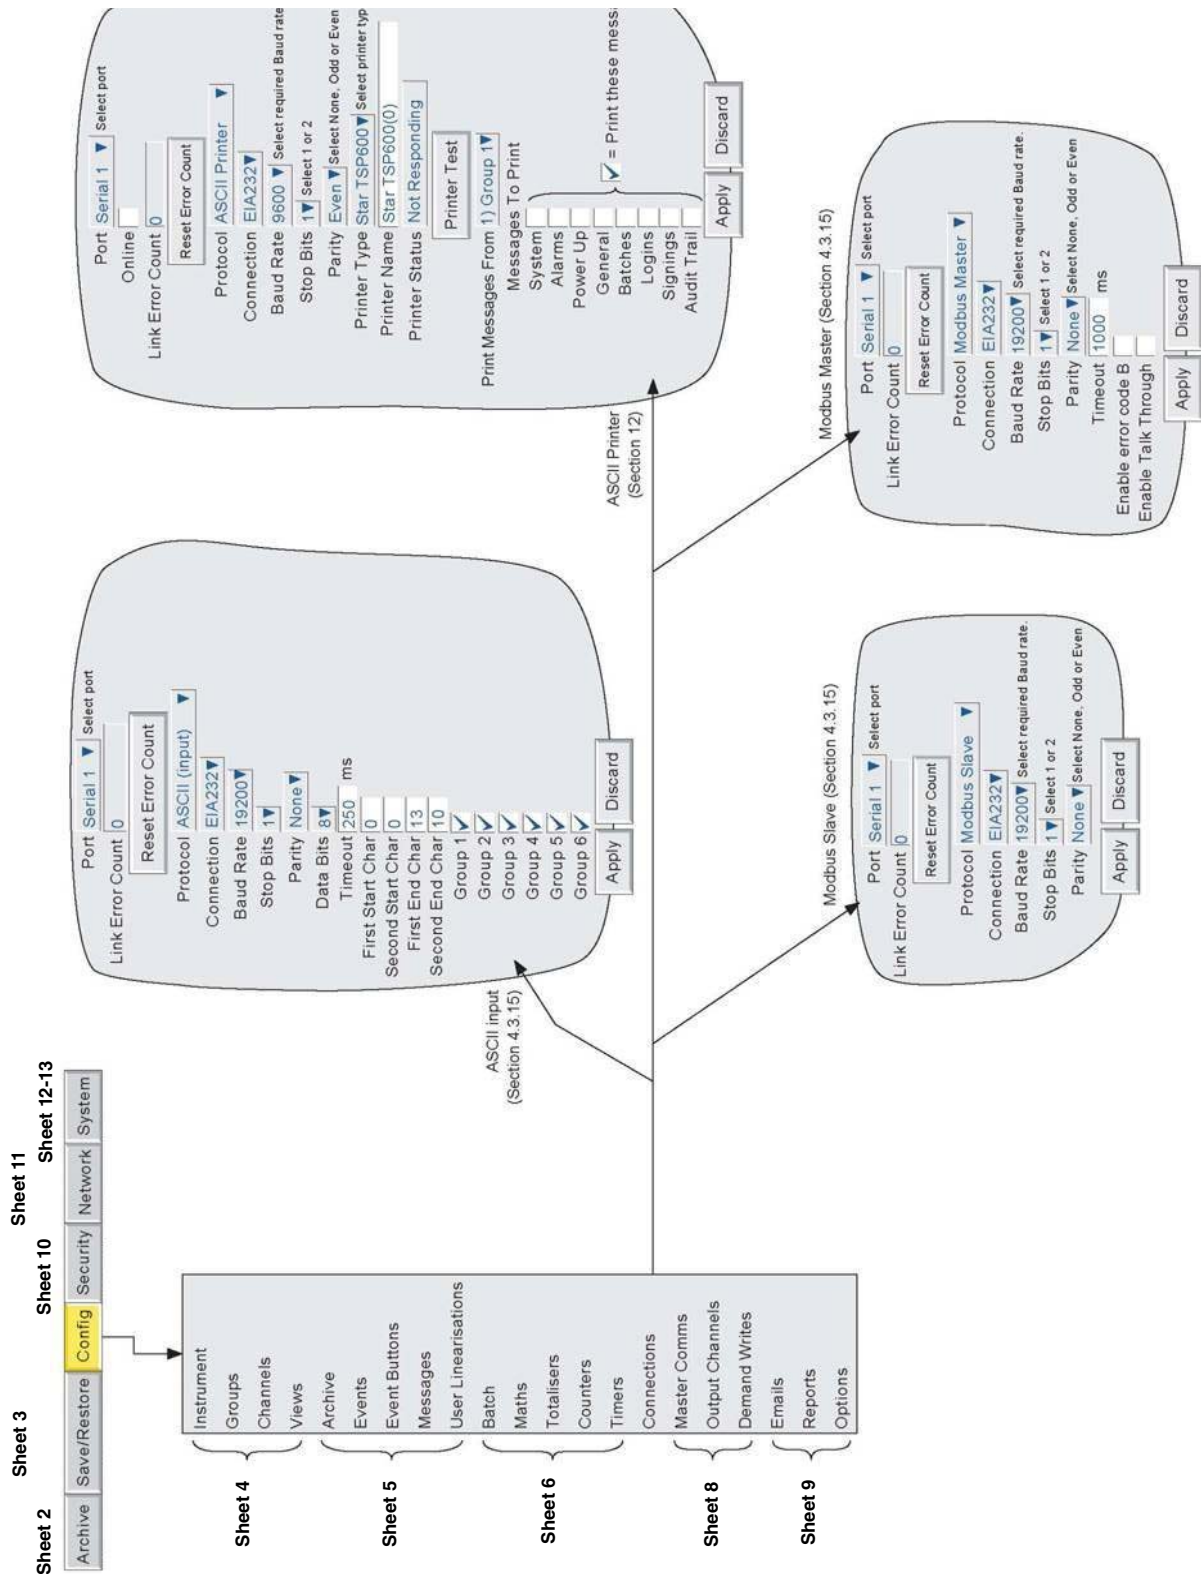 Sheet 2
Sheet 3
Sheet 10
Sheet 11
Sheet 12-13
Archive
Save/Restore
Config
Security
Network
System
Instrument
Groups
Channels
Views
Sheet 4
Archive
Events
Event Buttons
Messages
User Linearisations
Sheet 5
Batch
Maths
Totalisers
Counters
Timers
Sheet 6
Connections
Master Comms
Output Channels
Demand Writes
Sheet 8
Emails
Reports
Options
Sheet 9
ASCII input
(Section 4.3.15)
Port Serial 1 Select port
Link Error Count 0
Reset Error Count
Protocol ASCII (input)
Connection EIA232
Baud Rate 19200
Stop Bits 1
Parity None
Data Bits 8
Timeout 250 ms
First Start Char 0
Second Start Char 0
First End Char 13
Second End Char 10
Group 1
Group 2
Group 3
Group 4
Group 5
Group 6
Apply Discard
ASCII Printer
(Section 12)
Port Serial 1 Select port
Online
Link Error Count 0
Reset Error Count
Protocol ASCII Printer
Connection EIA232
Baud Rate 9600 Select required Baud rate
Stop Bits 1 Select 1 or 2
Parity Even Select None, Odd or Even
Printer Type Star TSP600 Select printer typ
Printer Name Star TSP600(0)
Printer Status Not Responding
Printer Test
Print Messages From 1) Group 1
Messages To Print
System
Alarms
Power Up
General
Batches
Logins
Signings
Audit Trail
= Print these messa
Apply Discard
Modbus Slave (Section 4.3.15)
Port Serial 1 Select port
Link Error Count 0
Reset Error Count
Protocol Modbus Slave
Connection EIA232
Baud Rate 19200 Select required Baud rate.
Stop Bits 1 Select 1 or 2
Parity None Select None, Odd or Even
Apply Discard
Modbus Master (Section 4.3.15)
Port Serial 1 Select port
Link Error Count 0
Reset Error Count
Protocol Modbus Master
Connection EIA232
Baud Rate 19200 Select required Baud rate.
Stop Bits 1 Select 1 or 2
Parity None Select None, Odd or Even
Timeout 1000 ms
Enable error code B
Enable Talk Through
Apply Discard